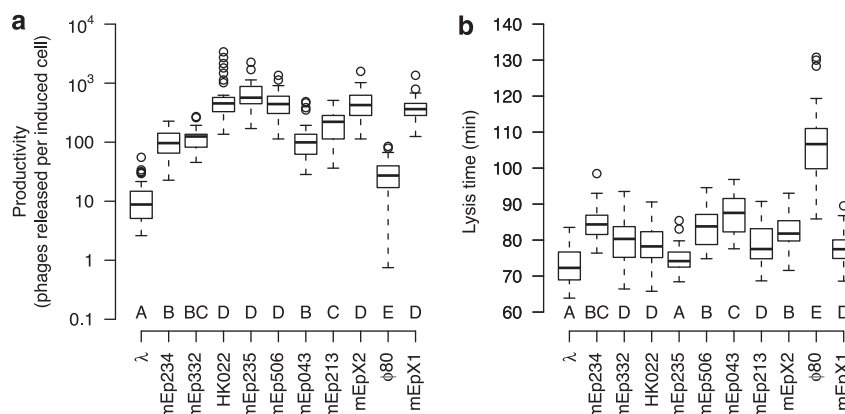 a
Productivity
(phages released per induced cell)
10⁴
10³
100
10
1
0.1
A B BC D D D B C D E D
λ
mEp234
mEp332
HK022
mEp235
mEp506
mEp043
mEp213
mEpX2
ϕ80
mEpX1
b
Lysis time (min)
140
130
120
110
100
90
80
70
60
A BC D D A B C D B E D
λ
mEp234
mEp332
HK022
mEp235
mEp506
mEp043
mEp213
mEpX2
ϕ80
mEpX1